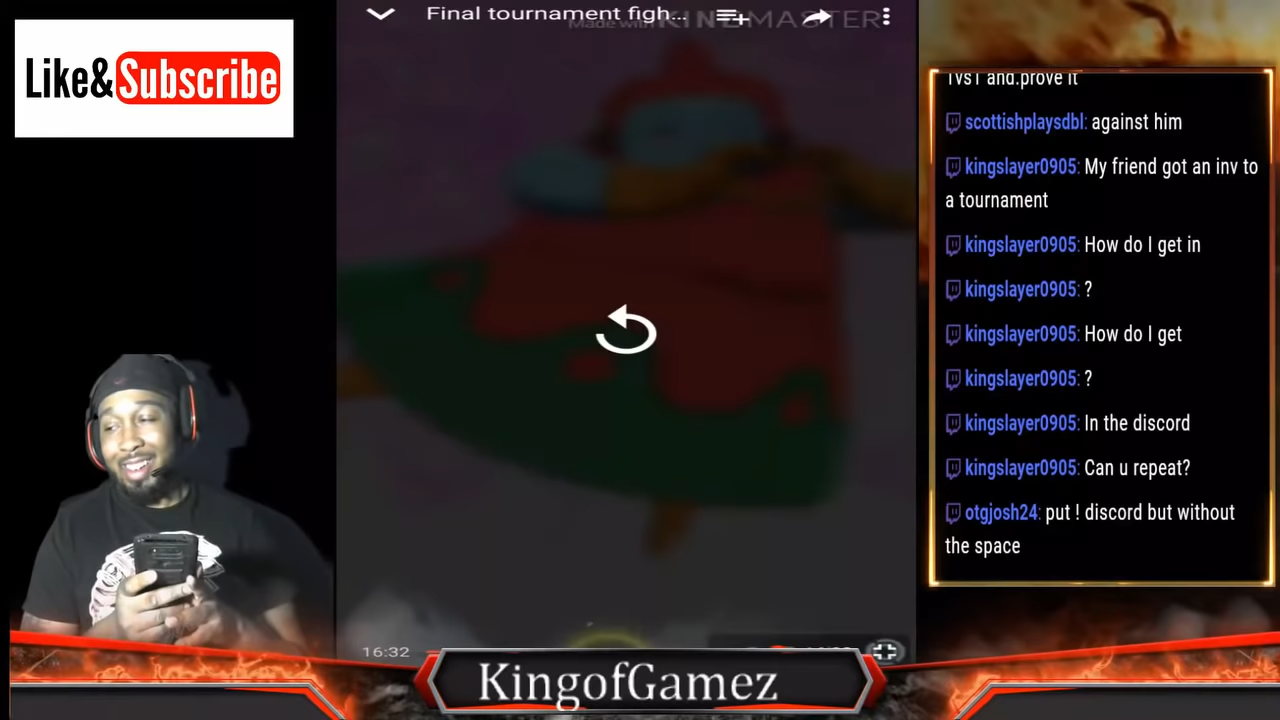 Like&Subscribe
Final tournament figh...
Made with KINEMASTER
16:32
1vs1 and.prove it
scottishplaysdbl: against him
kingslayer0905: My friend got an inv to
a tournament
kingslayer0905: How do I get in
kingslayer0905: ?
kingslayer0905: How do I get
kingslayer0905: ?
kingslayer0905: In the discord
kingslayer0905: Can u repeat?
otgjosh24: put ! discord but without
the space
KingofGamez